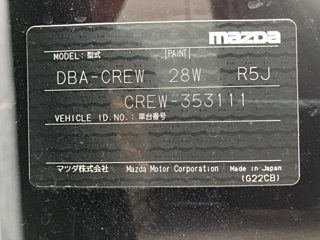 mazda
MODEL:型式 PAINT
DBA-CREW 28W R5J
CREW-353111
VEHICLE ID.NO.:車台番号
マツダ株式会社 Mazda Motor Corporation Made in Japan
(G22CB)